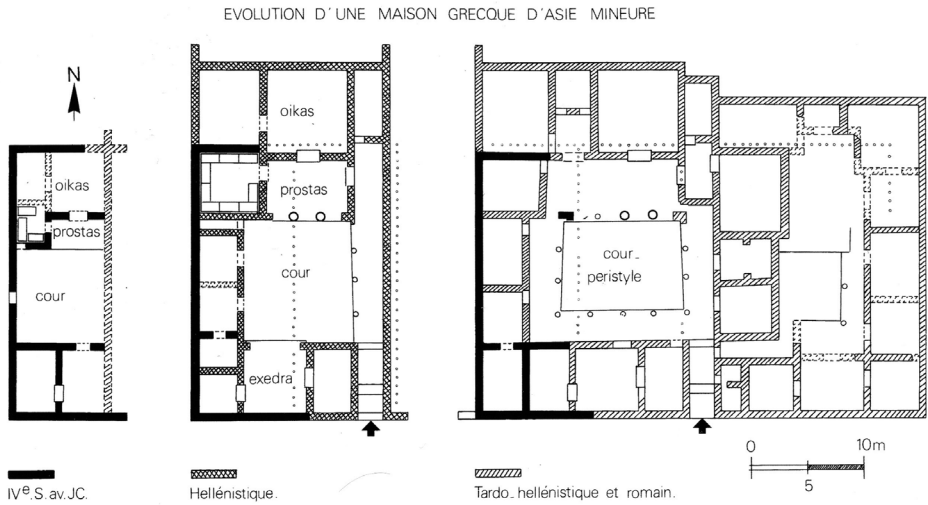 EVOLUTION D'UNE MAISON GRECQUE D'ASIE MINEURE
N
oikas
prostas
cour
oikas
prostas
cour
exedra
cour_
peristyle
0 10m
5
IVe.S.av.JC.
Hellénistique.
Tardo_hellénistique et romain.